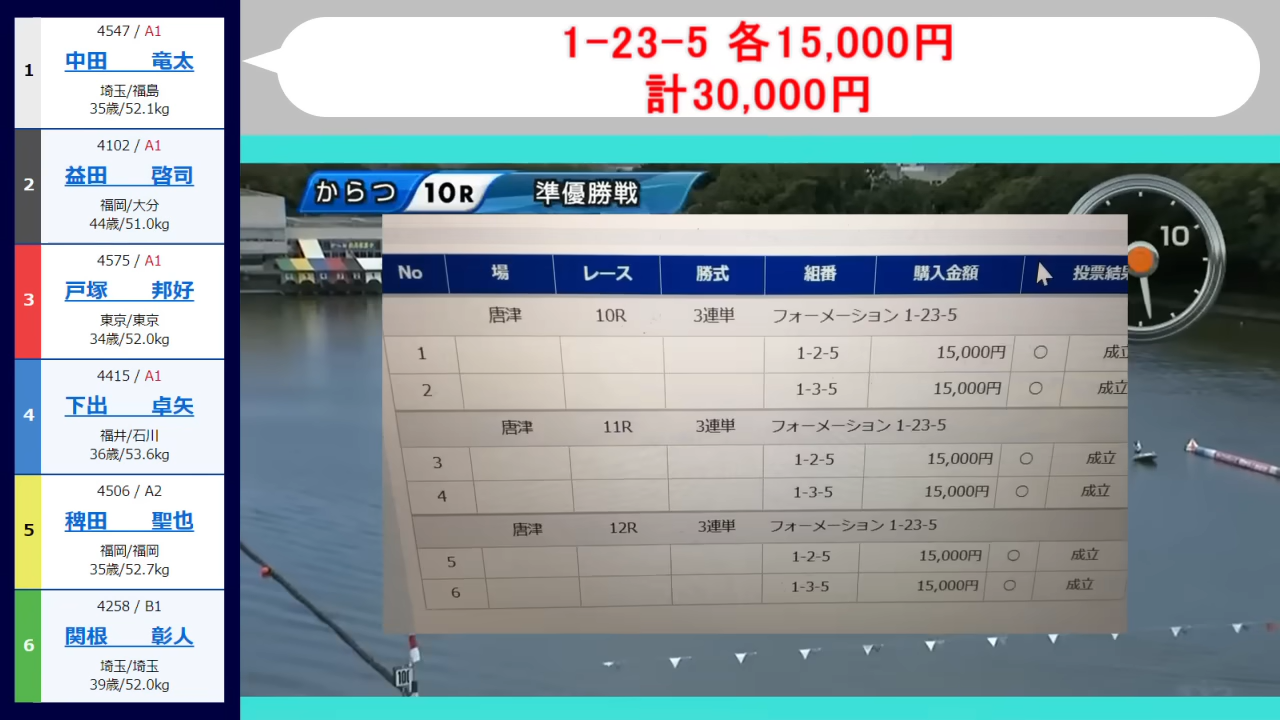 1
4547 / A1
中田 竜太
埼玉/福島
35歳/52.1kg
2
4102 / A1
益田 啓司
福岡/大分
44歳/51.0kg
3
4575 / A1
戸塚 邦好
東京/東京
34歳/52.0kg
4
4415 / A1
下出 卓矢
福井/石川
36歳/53.6kg
5
4506 / A2
稗田 聖也
福岡/福岡
35歳/52.7kg
6
4258 / B1
関根 彰人
埼玉/埼玉
39歳/52.0kg
1-23-5 各15,000円
計30,000円
からつ 10R 準優勝戦
10
No 場 レース 勝式 組番 購入金額 投票結果
唐津 10R 3連単 フォーメーション 1-23-5
1 1-2-5 15,000円 ○ 成立
2 1-3-5 15,000円 ○ 成立
唐津 11R 3連単 フォーメーション 1-23-5
3 1-2-5 15,000円 ○ 成立
4 1-3-5 15,000円 ○ 成立
唐津 12R 3連単 フォーメーション 1-23-5
5 1-2-5 15,000円 ○ 成立
6 1-3-5 15,000円 ○ 成立